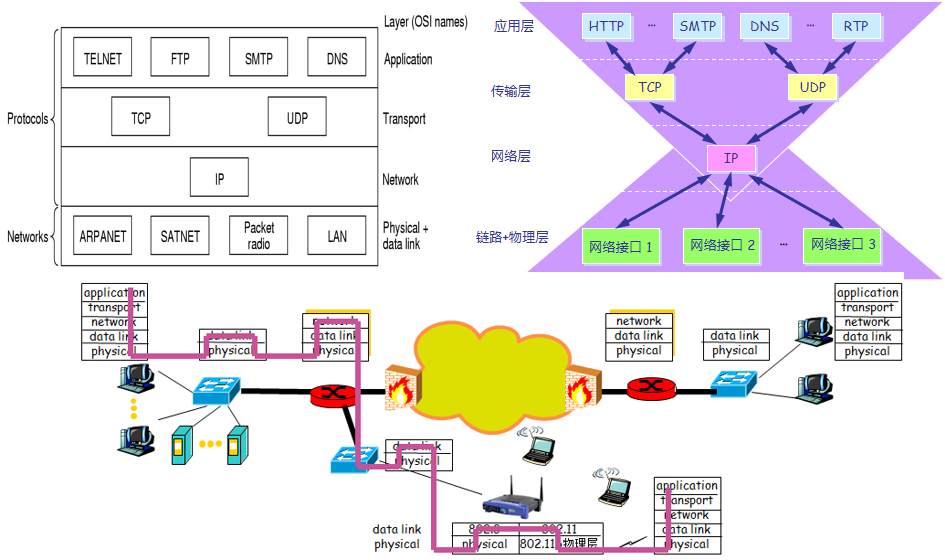 Layer (OSI names)
TELNET FTP SMTP DNS Application
Protocols
TCP UDP Transport
IP Network
Networks
ARPANET SATNET Packet radio LAN Physical + data link
应用层 HTTP ... SMTP DNS ... RTP
传输层 TCP UDP
网络层 IP
链路+物理层 网络接口 1 网络接口 2 ... 网络接口 3
application
transport
network
data link
physical
data link
physical
network
data link
physical
network
data link
physical
data link
physical
application
transport
network
data link
physical
data link
physical
data link
physical
802.11
physical
802.11 物理层
application
transport
network
data link
physical